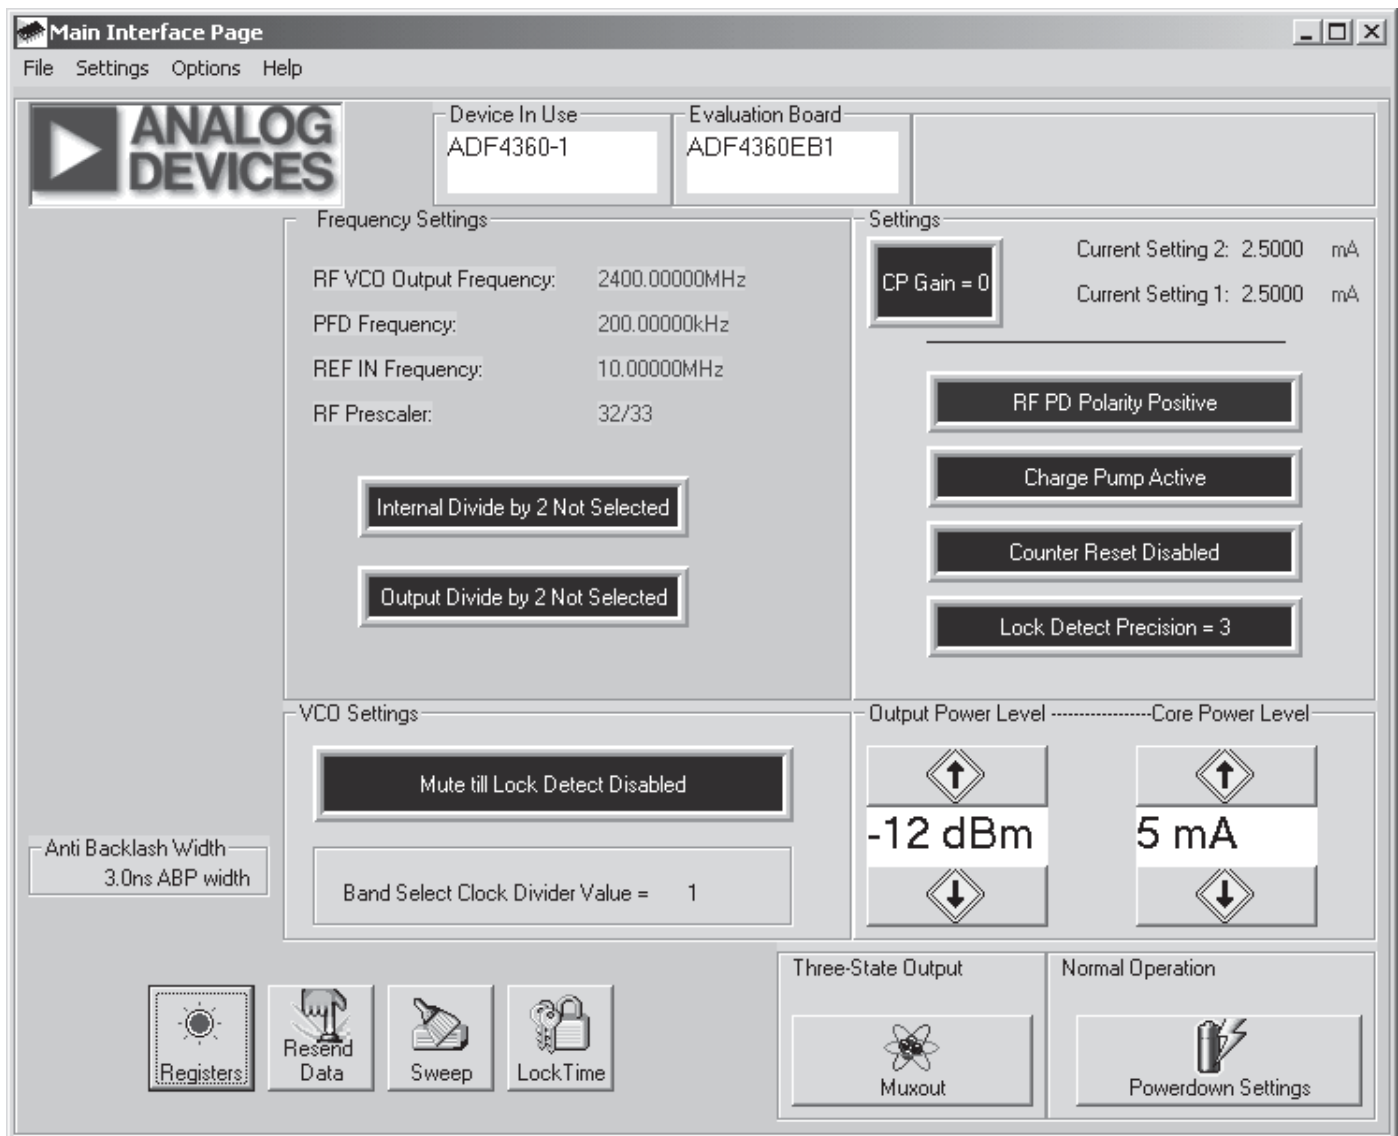 Main Interface Page
File Settings Options Help
ANALOG
DEVICES
Device In Use
ADF4360-1
Evaluation Board
ADF4360EB1
Frequency Settings
RF VCO Output Frequency: 2400.00000MHz
PFD Frequency: 200.00000kHz
REF IN Frequency: 10.00000MHz
RF Prescaler: 32/33
Internal Divide by 2 Not Selected
Output Divide by 2 Not Selected
Settings
CP Gain = 0
Current Setting 2: 2.5000 mA
Current Setting 1: 2.5000 mA
RF PD Polarity Positive
Charge Pump Active
Counter Reset Disabled
Lock Detect Precision = 3
VCO Settings
Mute till Lock Detect Disabled
Band Select Clock Divider Value = 1
Output Power Level -----------------Core Power Level
-12 dBm 5 mA
Anti Backlash Width
3.0ns ABP width
Registers
Resend
Data
Sweep
LockTime
Three-State Output
Muxout
Normal Operation
Powerdown Settings